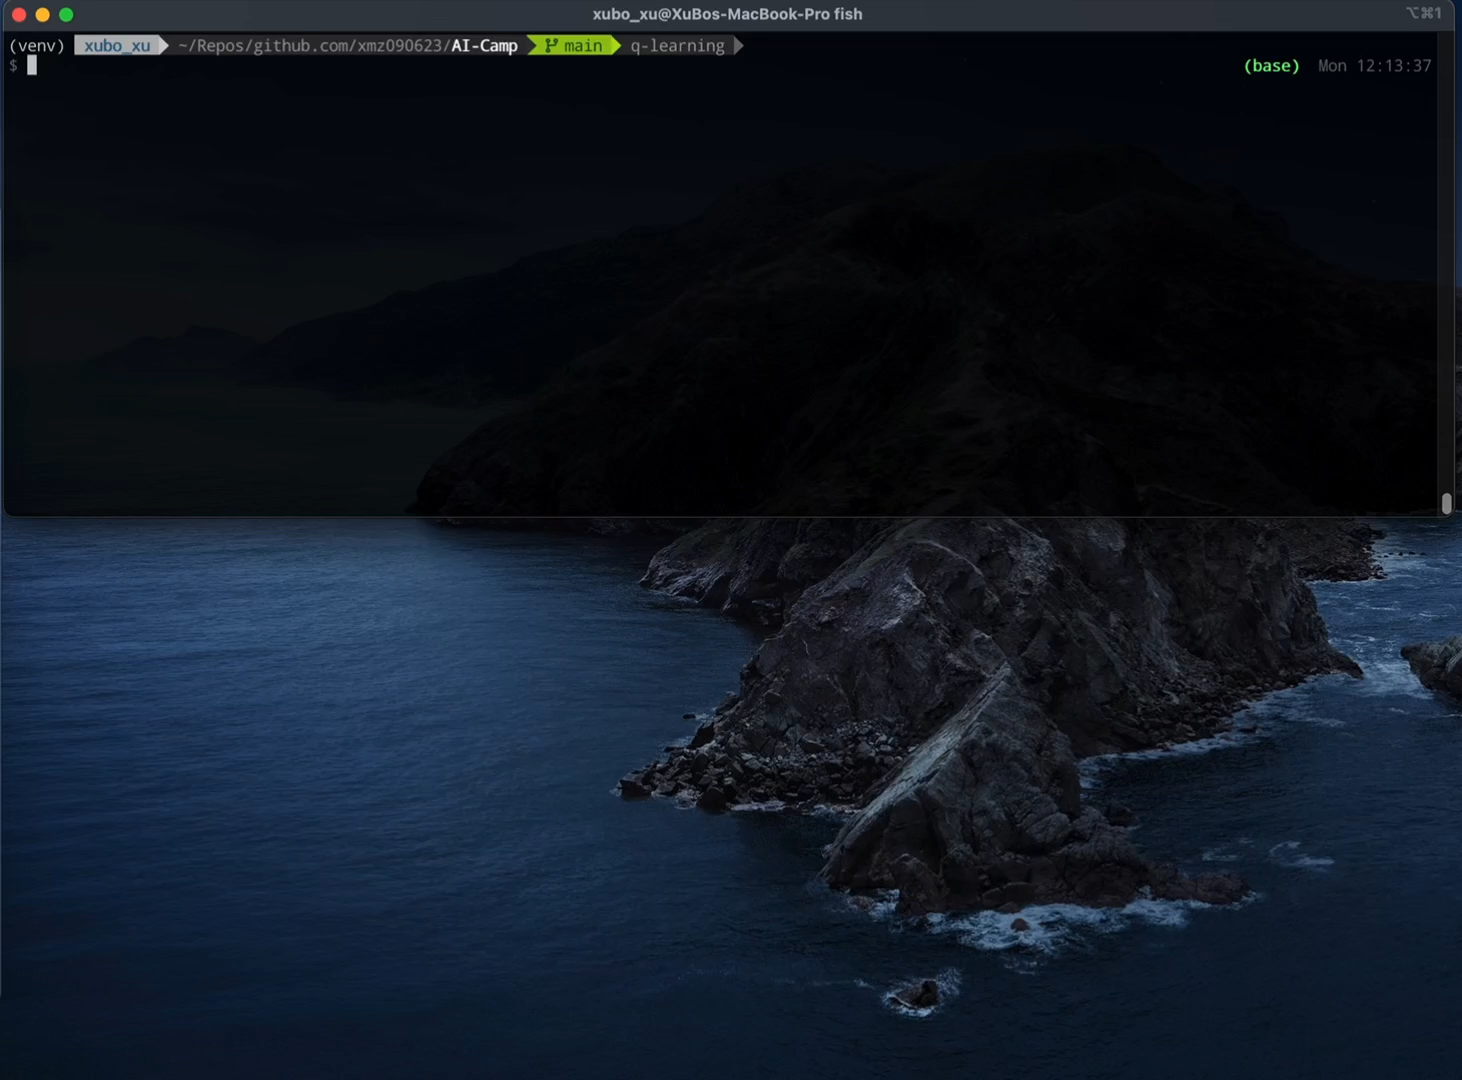 xubo_xu@XuBos-MacBook-Pro fish
⌥⌘1
(venv) xubo_xu ~/Repos/github.com/xmz090623/AI-Camp main q-learning
$ (base) Mon 12:13:37